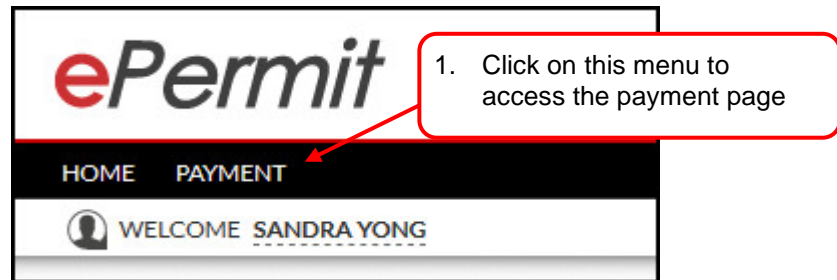 ePermit
1. Click on this menu to
access the payment page
HOME PAYMENT
WELCOME SANDRA YONG